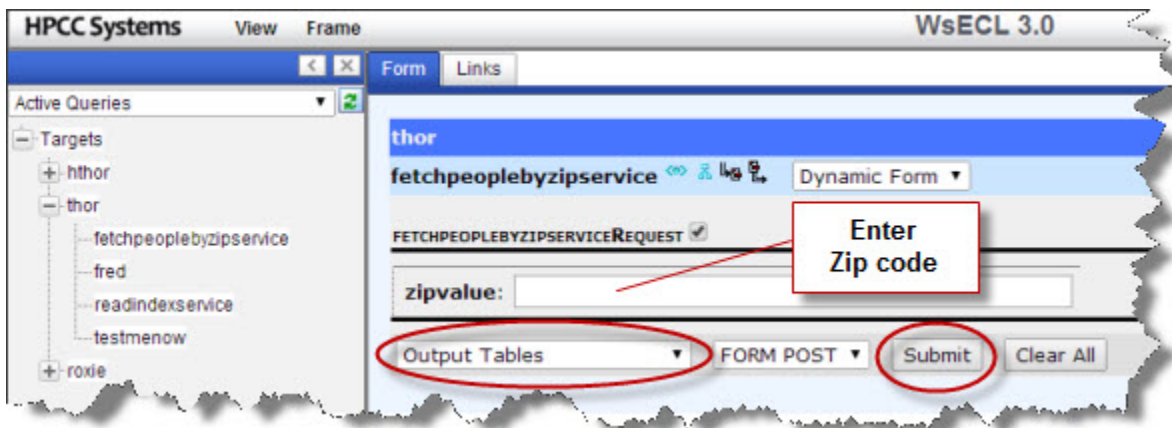 HPCC Systems View Frame WsECL 3.0
Form Links
Active Queries
Targets
hthor
thor
fetchpeoplebyzipservice
fred
readindexservice
testmenow
roxie
thor
fetchpeoplebyzipservice Dynamic Form
FETCHPEOPLEBYZIPSERVICEREQUEST
Enter
Zip code
zipvalue:
Output Tables FORM POST Submit Clear All